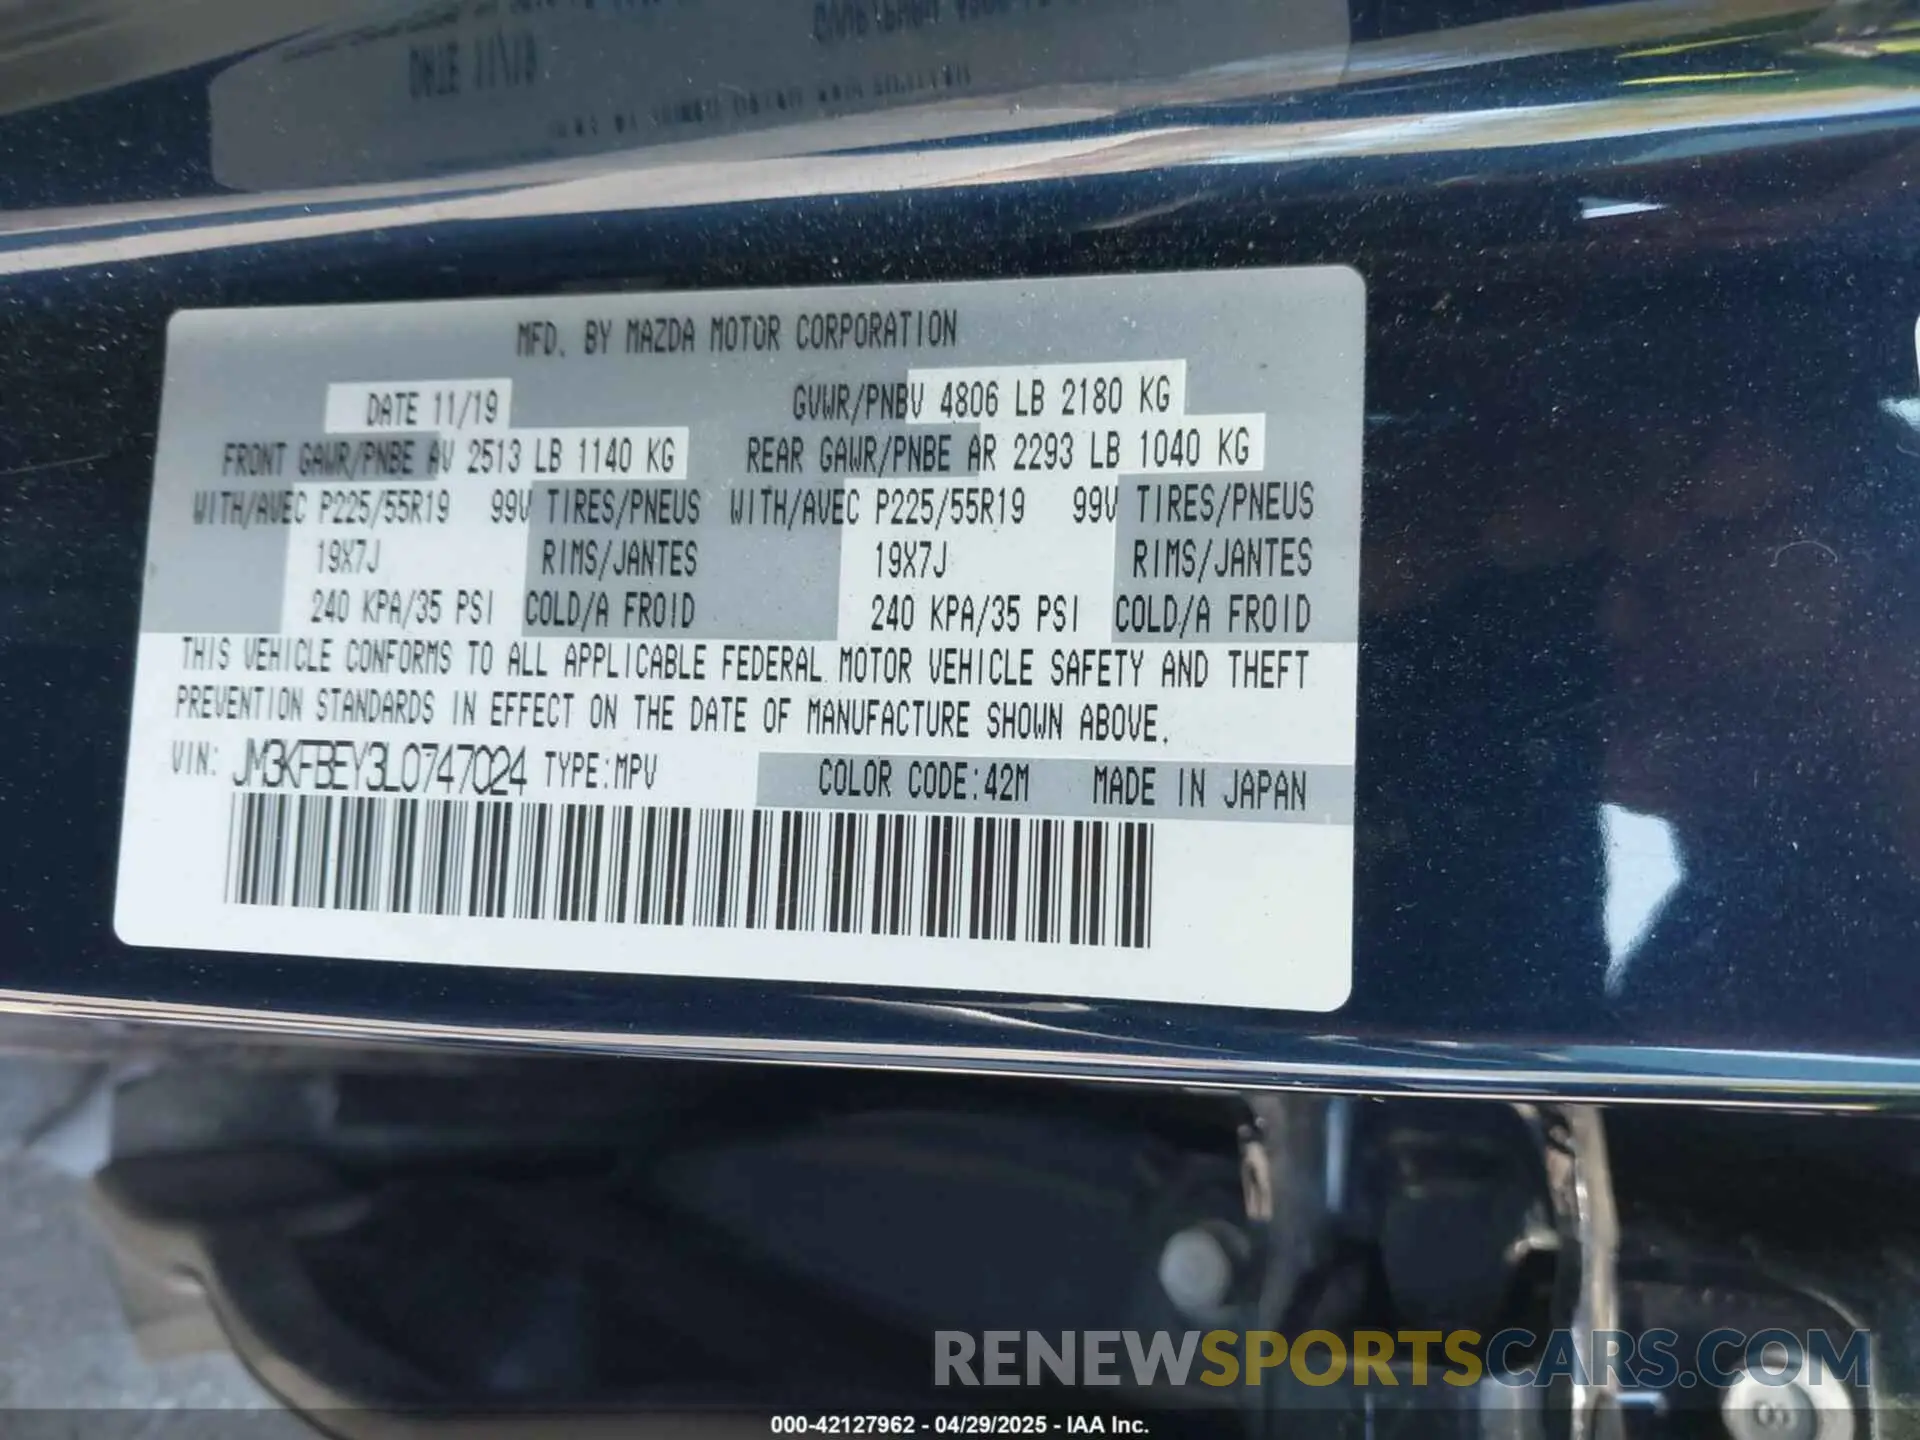 MFD. BY MAZDA MOTOR CORPORATION
DATE 11/19 GVWR/PNBV 4806 LB 2180 KG
FRONT GAWR/PNBE AV 2513 LB 1140 KG REAR GAWR/PNBE AR 2293 LB 1040 KG
WITH/AVEC P225/55R19 99V TIRES/PNEUS WITH/AVEC P225/55R19 99V TIRES/PNEUS
19X7J RIMS/JANTES 19X7J RIMS/JANTES
240 KPA/35 PSI COLD/A FROID 240 KPA/35 PSI COLD/A FROID
THIS VEHICLE CONFORMS TO ALL APPLICABLE FEDERAL MOTOR VEHICLE SAFETY AND THEFT
PREVENTION STANDARDS IN EFFECT ON THE DATE OF MANUFACTURE SHOWN ABOVE.
VIN: JM3KFBEY3L0747024 TYPE:MPV COLOR CODE:42M MADE IN JAPAN
RENEWSPORTSCARS.COM
000-42127962 - 04/29/2025 - IAA Inc.